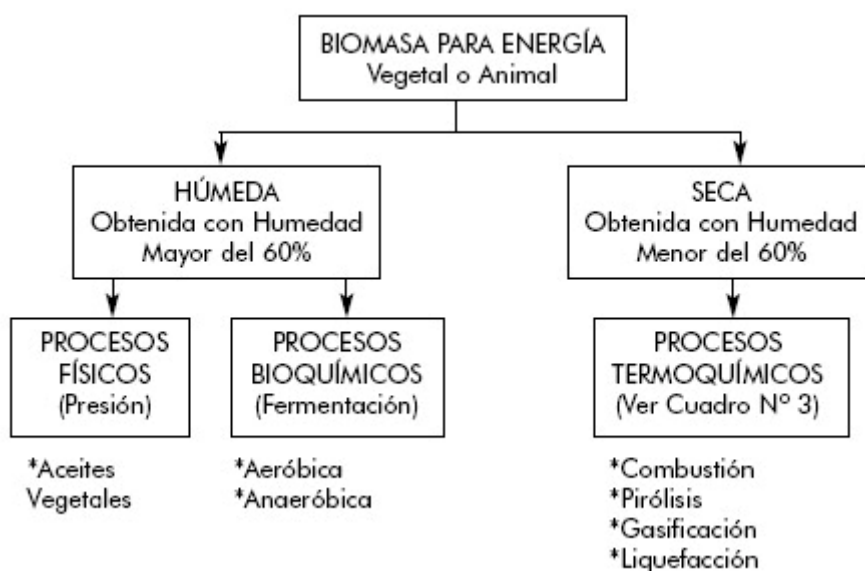 BIOMASA PARA ENERGÍA
Vegetal o Animal
HÚMEDA
Obtenida con Humedad
Mayor del 60%
SECA
Obtenida con Humedad
Menor del 60%
PROCESOS
FÍSICOS
(Presión)
PROCESOS
BIOQUÍMICOS
(Fermentación)
PROCESOS
TERMOQUÍMICOS
(Ver Cuadro Nº 3)
*Aceites
Vegetales
*Aeróbica
*Anaeróbica
*Combustión
*Pirólisis
*Gasificación
*Liquefacción